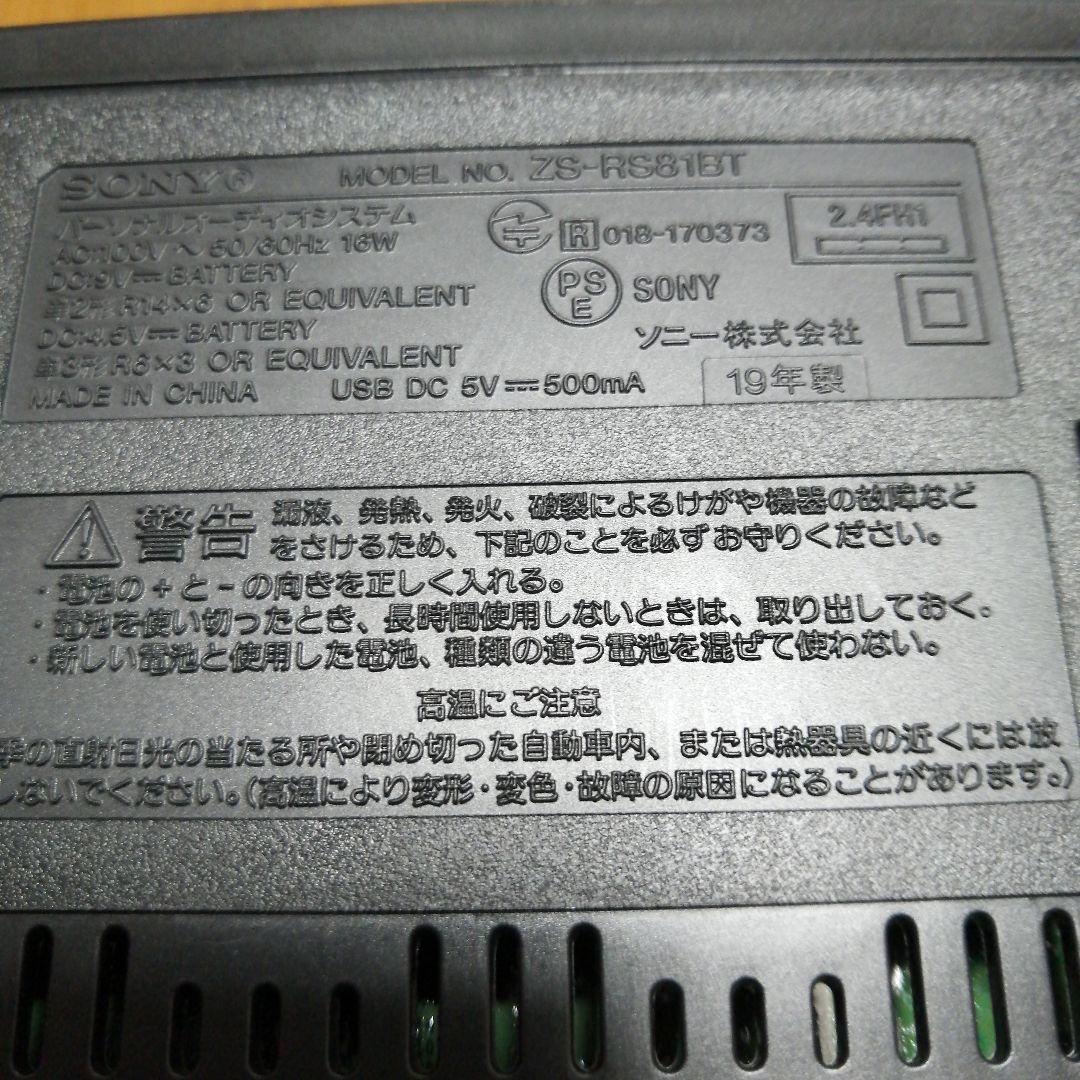 SONY® MODEL NO. ZS-RS81BT
パーソナルオーディオシステム
AC:100V ~ 50/60Hz 16W
DC:9V⎓BATTERY
単2形 R14×6 OR EQUIVALENT
DC:4.5V⎓BATTERY
単3形 R6×3 OR EQUIVALENT
MADE IN CHINA USB DC 5V⎓500mA
R 018-170373
2.4FH1
PS E SONY
ソニー株式会社
19年製
警告 漏液、発熱、発火、破裂によるけがや機器の故障など
をさけるため、下記のことを必ずお守りください。
・電池の+と-の向きを正しく入れる。
・電池を使い切ったとき、長時間使用しないときは、取り出しておく。
・新しい電池と使用した電池、種類の違う電池を混ぜて使わない。
高温にご注意
の直射日光の当たる所や閉め切った自動車内、または熱器具の近くには放
しないでください。(高温により変形・変色・故障の原因になることがあります。)